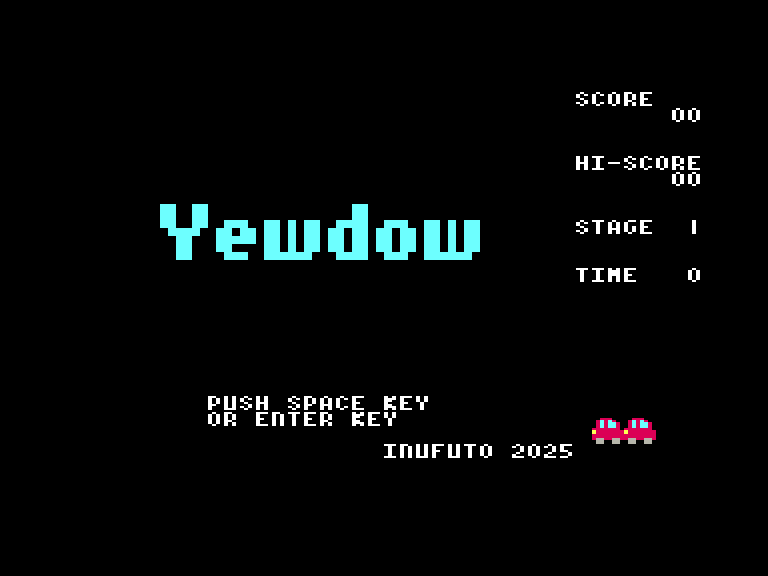 SCORE
00
HI-SCORE
00
Yewdow
STAGE 1
TIME 0
PUSH SPACE KEY
OR ENTER KEY
INUFUTO 2025